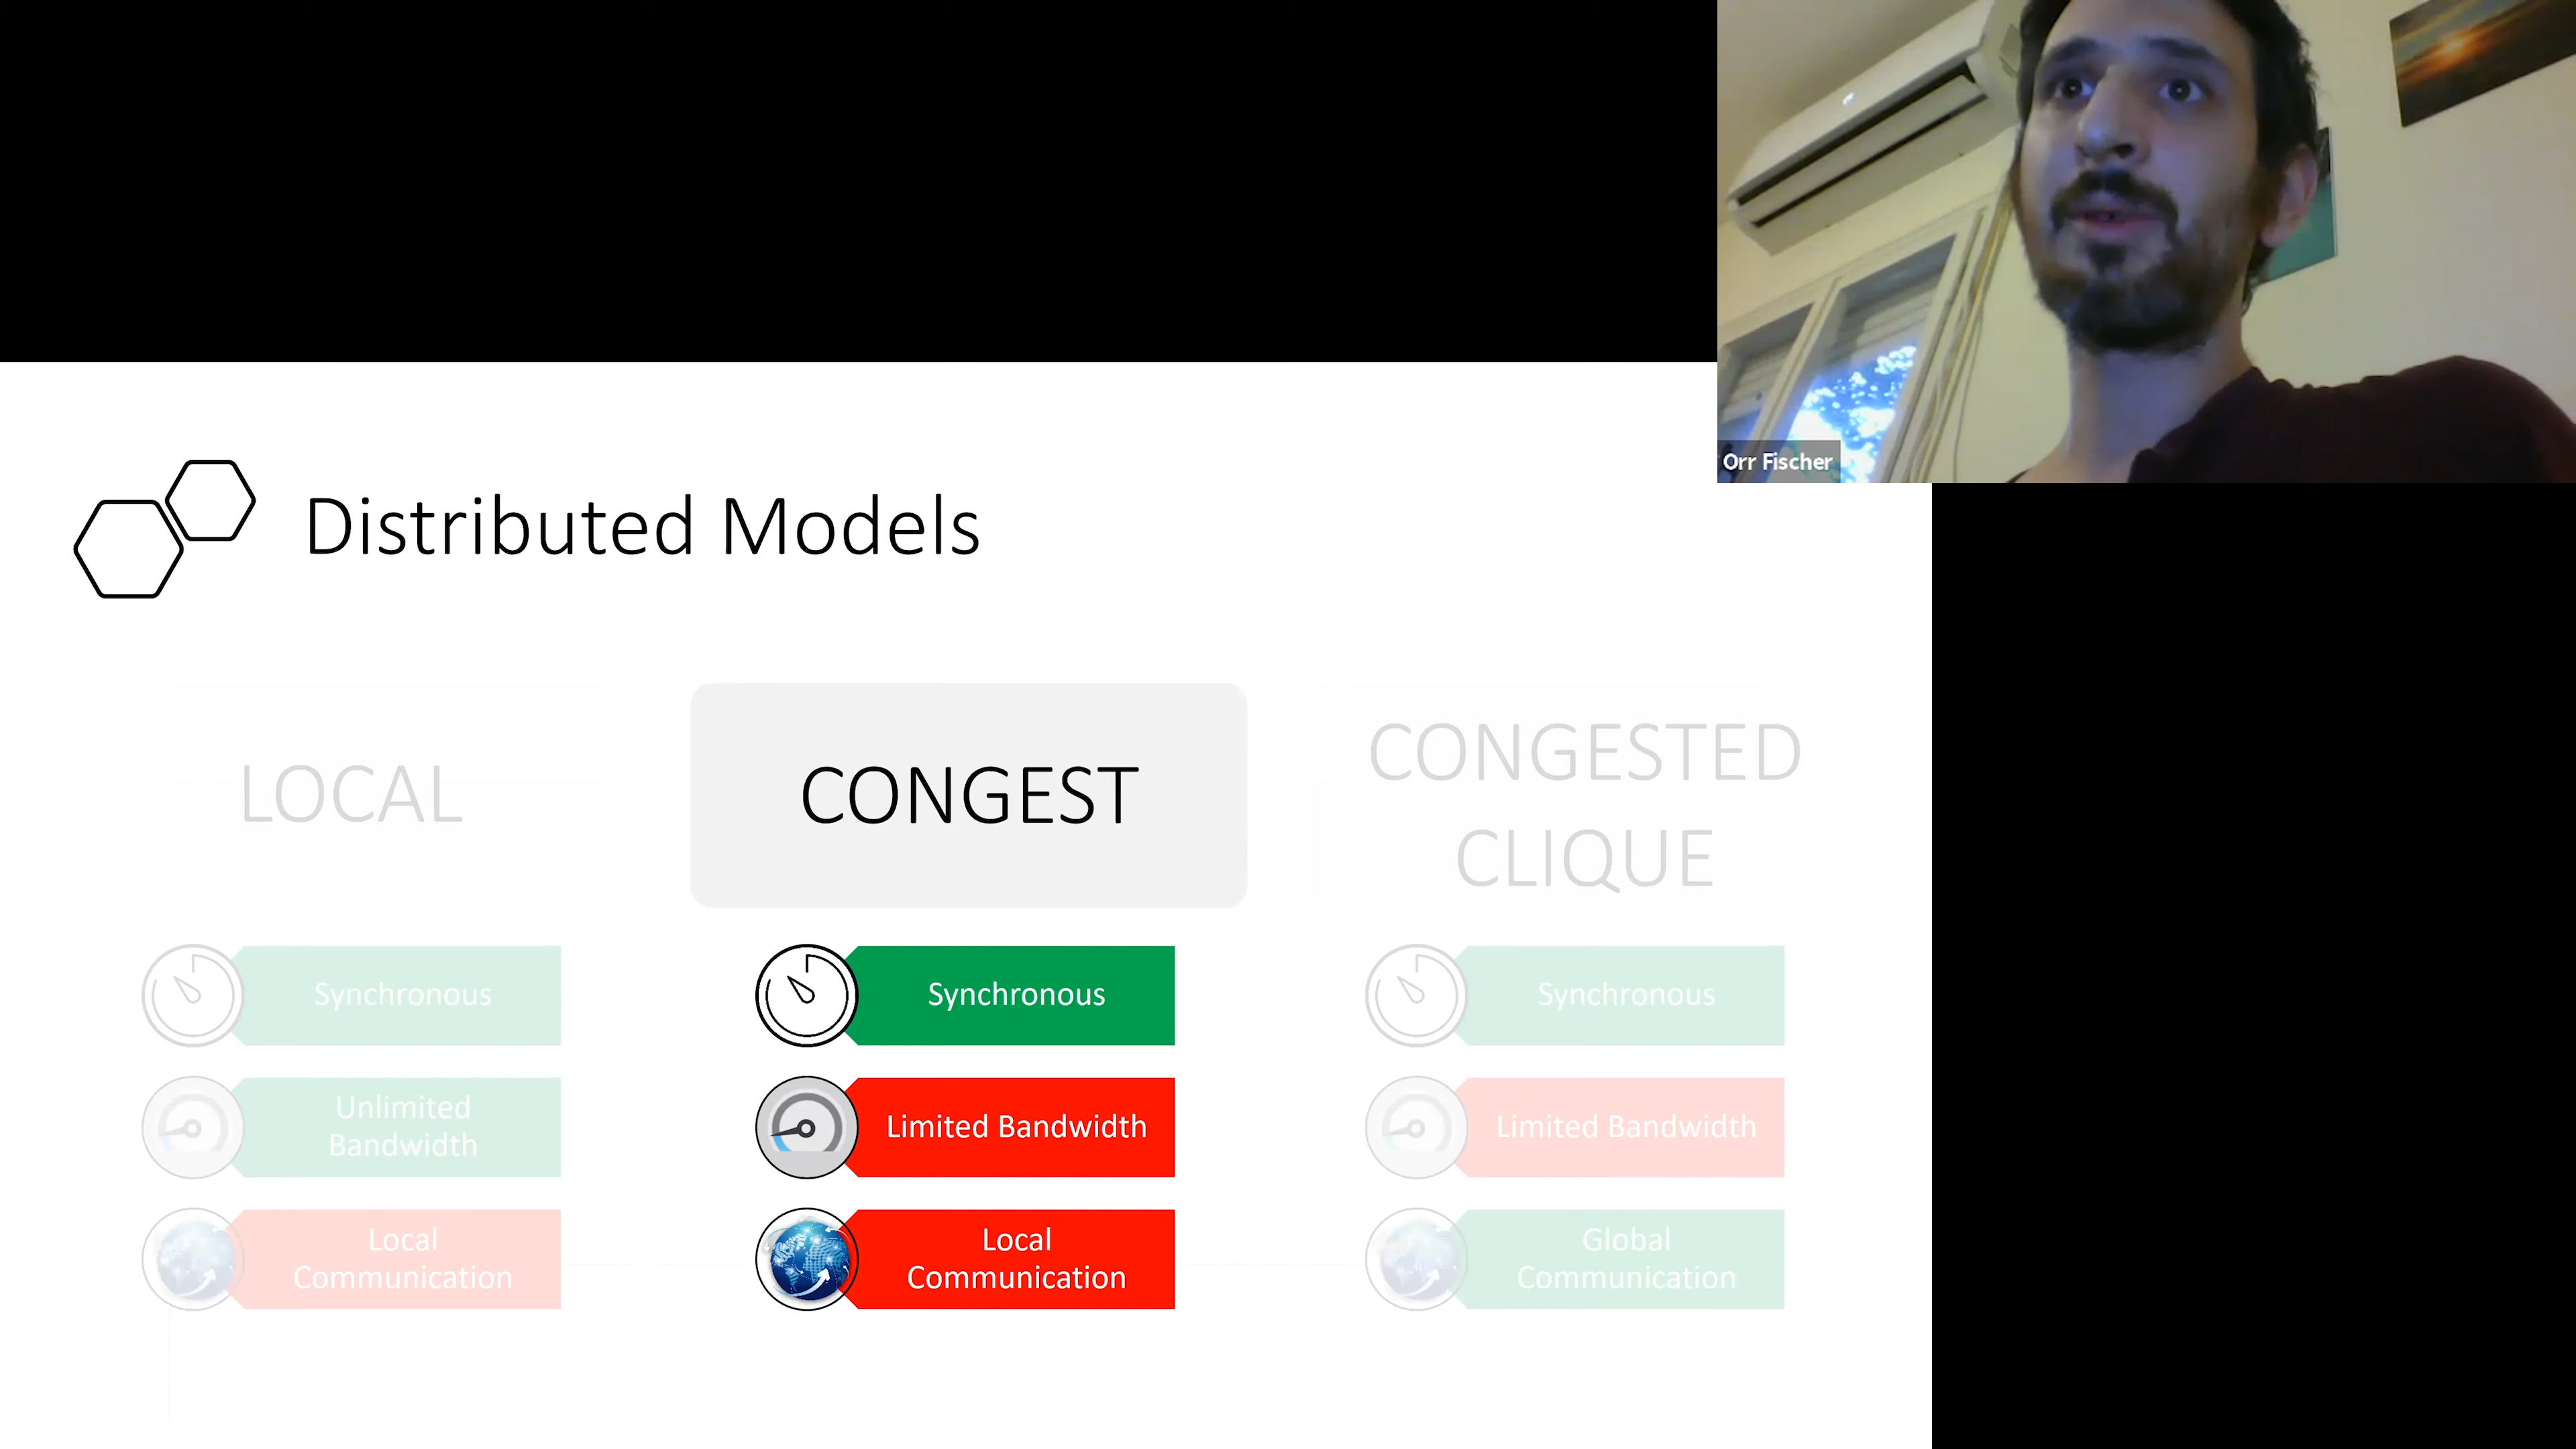 Orr Fischer
Distributed Models
LOCAL
CONGEST
CONGESTED
CLIQUE
Synchronous
Synchronous
Synchronous
Unlimited
Bandwidth
Limited Bandwidth
Limited Bandwidth
Local
Communication
Local
Communication
Global
Communication